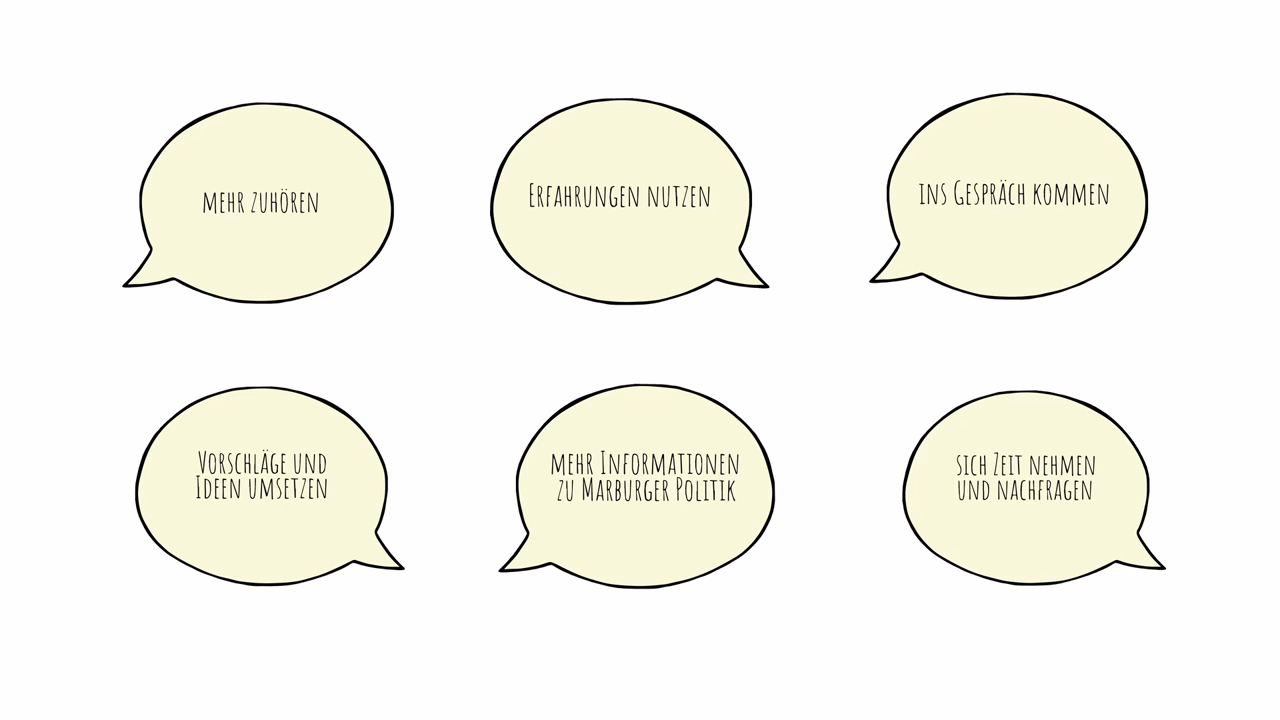 mehr zuhören
Erfahrungen nutzen
ins Gespräch kommen
Vorschläge und
Ideen umsetzen
mehr Informationen
zu Marburger Politik
sich Zeit nehmen
und nachfragen